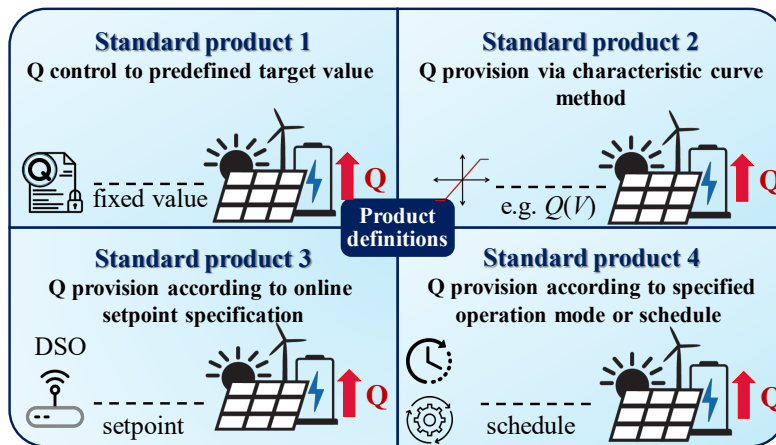 Standard product 1
Q control to predefined target value
Q
fixed value
Q
Standard product 2
Q provision via characteristic curve
method
e.g. Q(V)
Q
Product
definitions
Standard product 3
Q provision according to online
setpoint specification
DSO
setpoint
Q
Standard product 4
Q provision according to specified
operation mode or schedule
schedule
Q